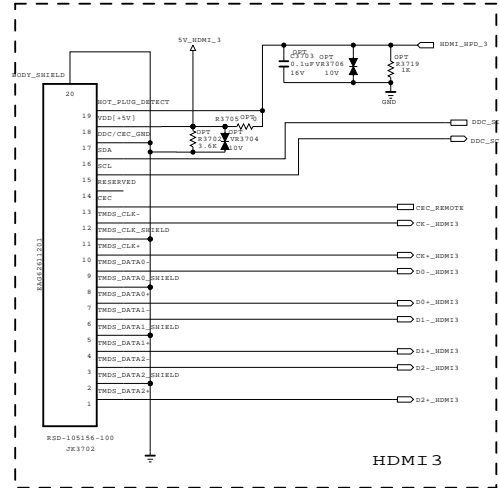 5V_HDMI_3
OPT
C3703
0.1uF
16V
OPT
VR3706
10V
OPT
R3719
1K
HDMI_HPD_3
GND
BODY_SHIELD
20
HOT_PLUG_DETECT
19
VDD[+5V]
18
DDC/CEC_GND
17
SDA
16
SCL
15
RESERVED
14
CEC
13
TMDS_CLK-
12
TMDS_CLK_SHIELD
11
TMDS_CLK+
10
TMDS_DATA0-
9
TMDS_DATA0_SHIELD
8
TMDS_DATA0+
7
TMDS_DATA1-
6
TMDS_DATA1_SHIELD
5
TMDS_DATA1+
4
TMDS_DATA2-
3
TMDS_DATA2_SHIELD
2
TMDS_DATA2+
1
R3705
OPT
0
OPT
R3702
3.6K
OPT
VR3704
10V
CEC_REMOTE
CK-_HDMI3
CK+_HDMI3
D0-_HDMI3
D0+_HDMI3
D1-_HDMI3
D1+_HDMI3
D2-_HDMI3
D2+_HDMI3
EAG62611201
RSD-105156-100
JK3702
HDMI3